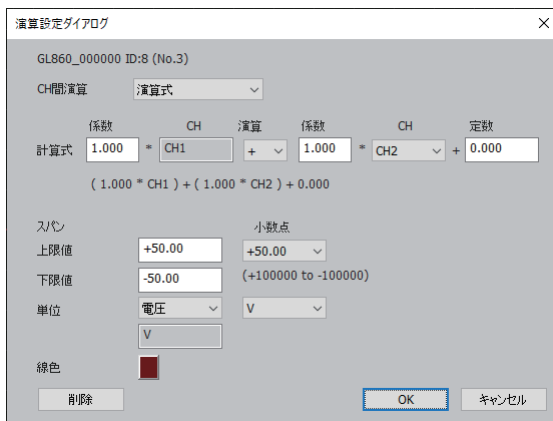 演算設定ダイアログ
GL860_000000 ID:8 (No.3)
CH間演算 演算式
係数 CH 演算 係数 CH 定数
計算式 1.000 * CH1 + 1.000 * CH2 + 0.000
( 1.000 * CH1 ) + ( 1.000 * CH2 ) + 0.000
スパン 小数点
上限値 +50.00 +50.00
下限値 -50.00 (+100000 to -100000)
単位 電圧 V
V
線色
削除 OK キャンセル